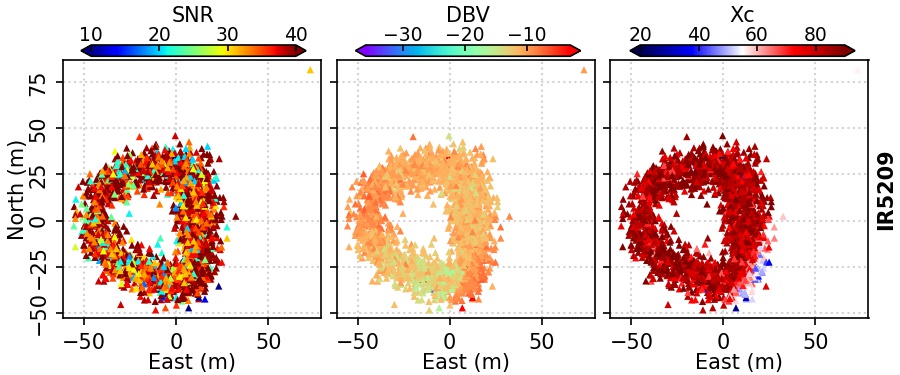 SNR
10 20 30 40
DBV
−30 −20 −10
Xc
20 40 60 80
North (m)
75
50
25
0
−25
−50
−50 0 50
East (m)
−50 0 50
East (m)
−50 0 50
East (m)
IR5209